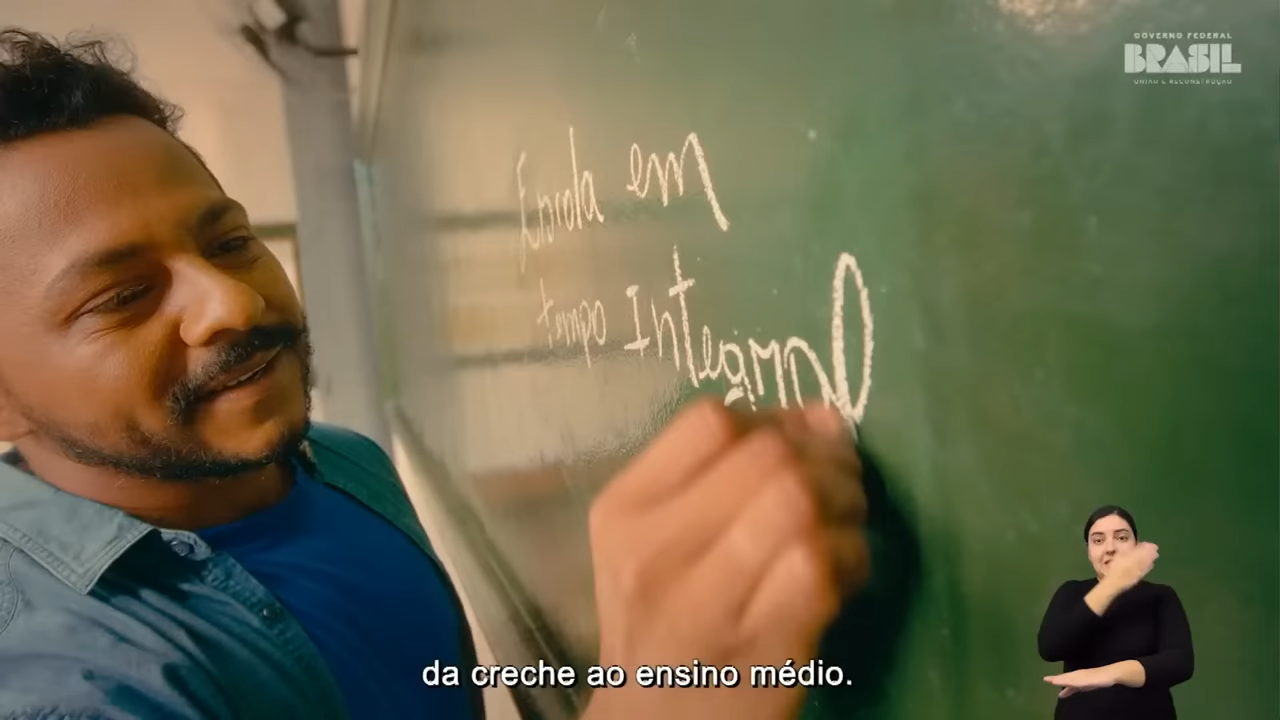 GOVERNO FEDERAL
BRASIL
UNIÃO E RECONSTRUÇÃO
Escola em
tempo Integral
da creche ao ensino médio.